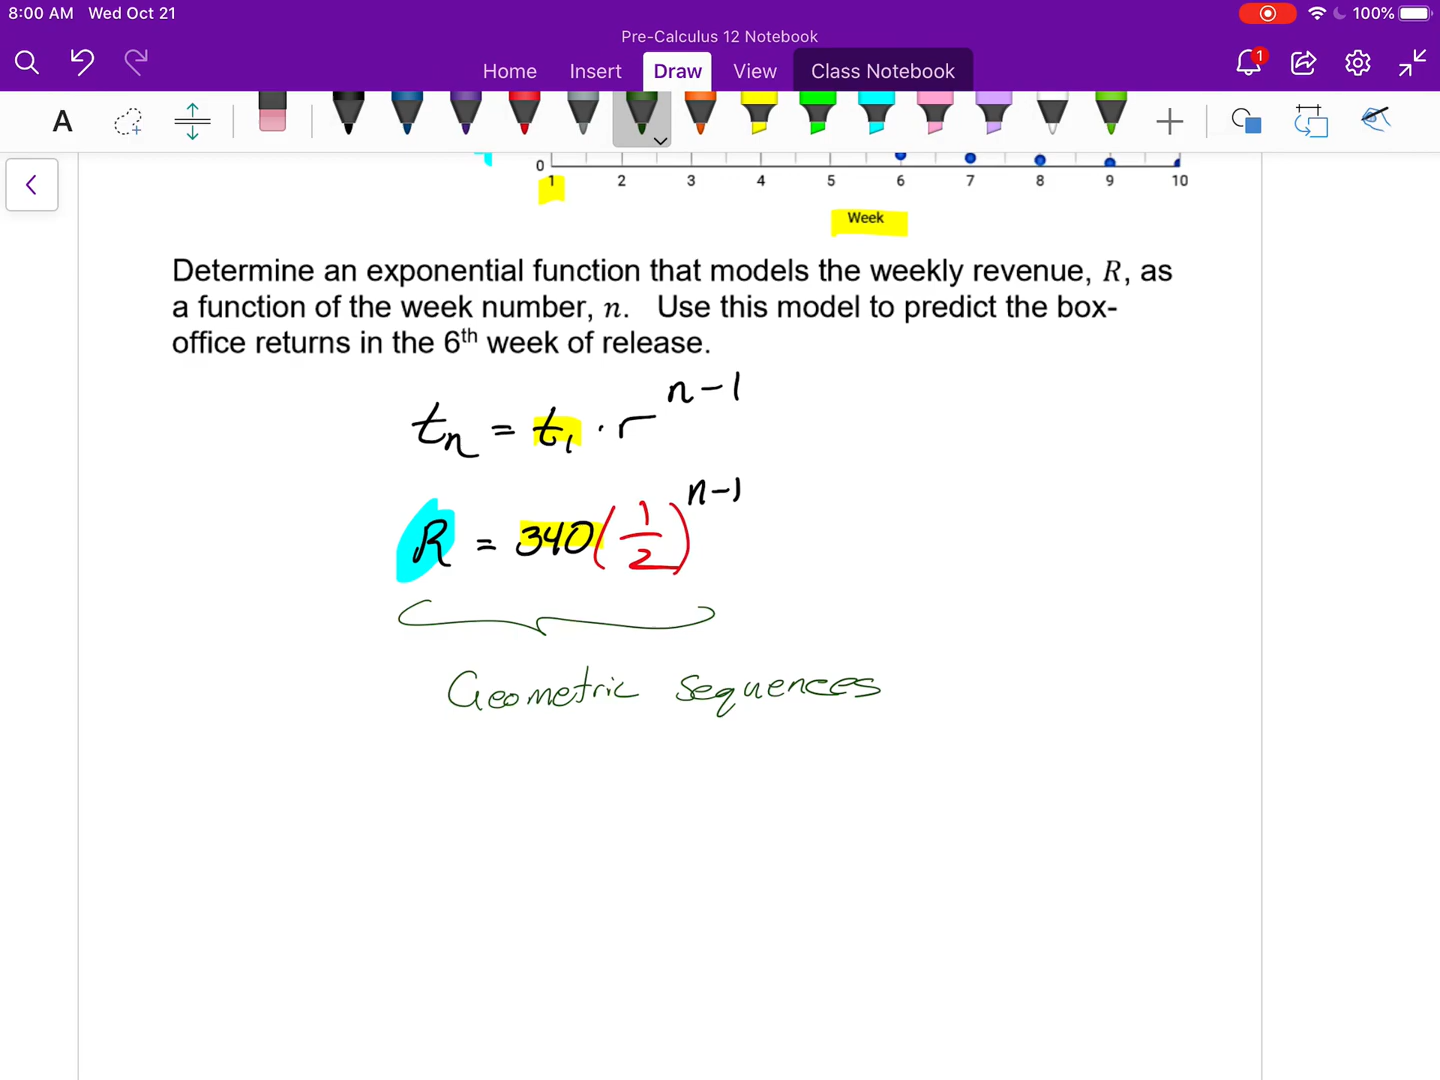 8:00 AM Wed Oct 21
100%
Pre-Calculus 12 Notebook
Home Insert Draw View Class Notebook
1
A
0
1 2 3 4 5 6 7 8 9 10
Week
Determine an exponential function that models the weekly revenue, R, as
a function of the week number, n. Use this model to predict the box-
office returns in the 6th week of release.
tₙ = t₁ · r^(n-1)
R = 340(1/2)^(n-1)
Geometric sequences